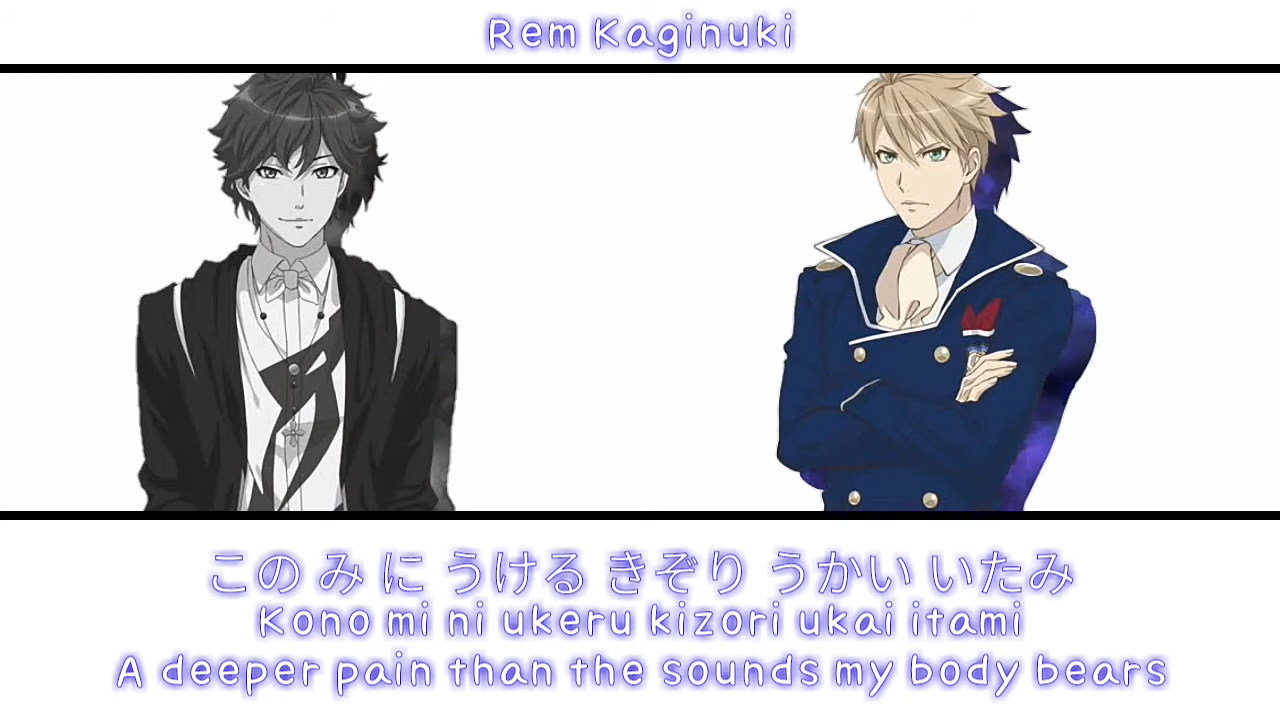 Rem Kaginuki
この み に うける きぞり うかい いたみ
Kono mi ni ukeru kizori ukai itami
A deeper pain than the sounds my body bears